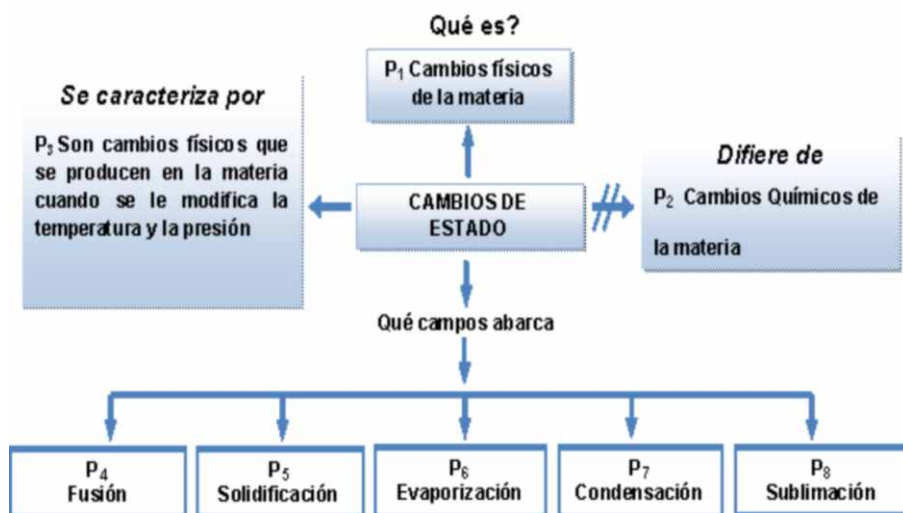 Qué es?
P1 Cambios físicos
de la materia
Se caracteriza por
P3 Son cambios físicos que
se producen en la materia
cuando se le modifica la
temperatura y la presión
CAMBIOS DE
ESTADO
Difiere de
P2 Cambios Químicos de
la materia
Qué campos abarca
P4
Fusión
P5
Solidificación
P6
Evaporización
P7
Condensación
P8
Sublimación